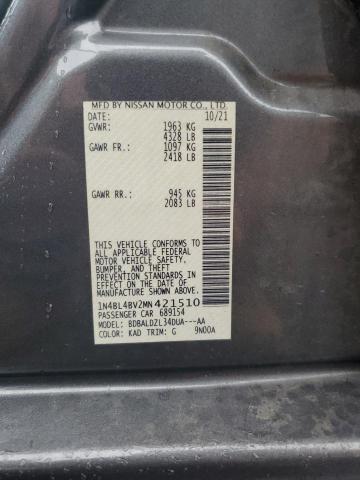 MFD BY NISSAN MOTOR CO., LTD.
DATE: 10/21
GVWR: 1963 KG
4328 LB
GAWR FR: 1097 KG
2418 LB
GAWR RR: 945 KG
2083 LB
THIS VEHICLE CONFORMS
TO ALL APPLICABLE FEDERAL
MOTOR VEHICLE SAFETY,
BUMPER, AND THEFT
PREVENTION STANDARDS IN
EFFECT ON THE DATE OF
MANUFACTURE SHOWN ABOVE.
1N4BL4BV2MN421510
PASSENGER CAR 689154
MODEL: BDBALDZL34DUA---AA
COLOR: KAD TRIM: G 9N00A